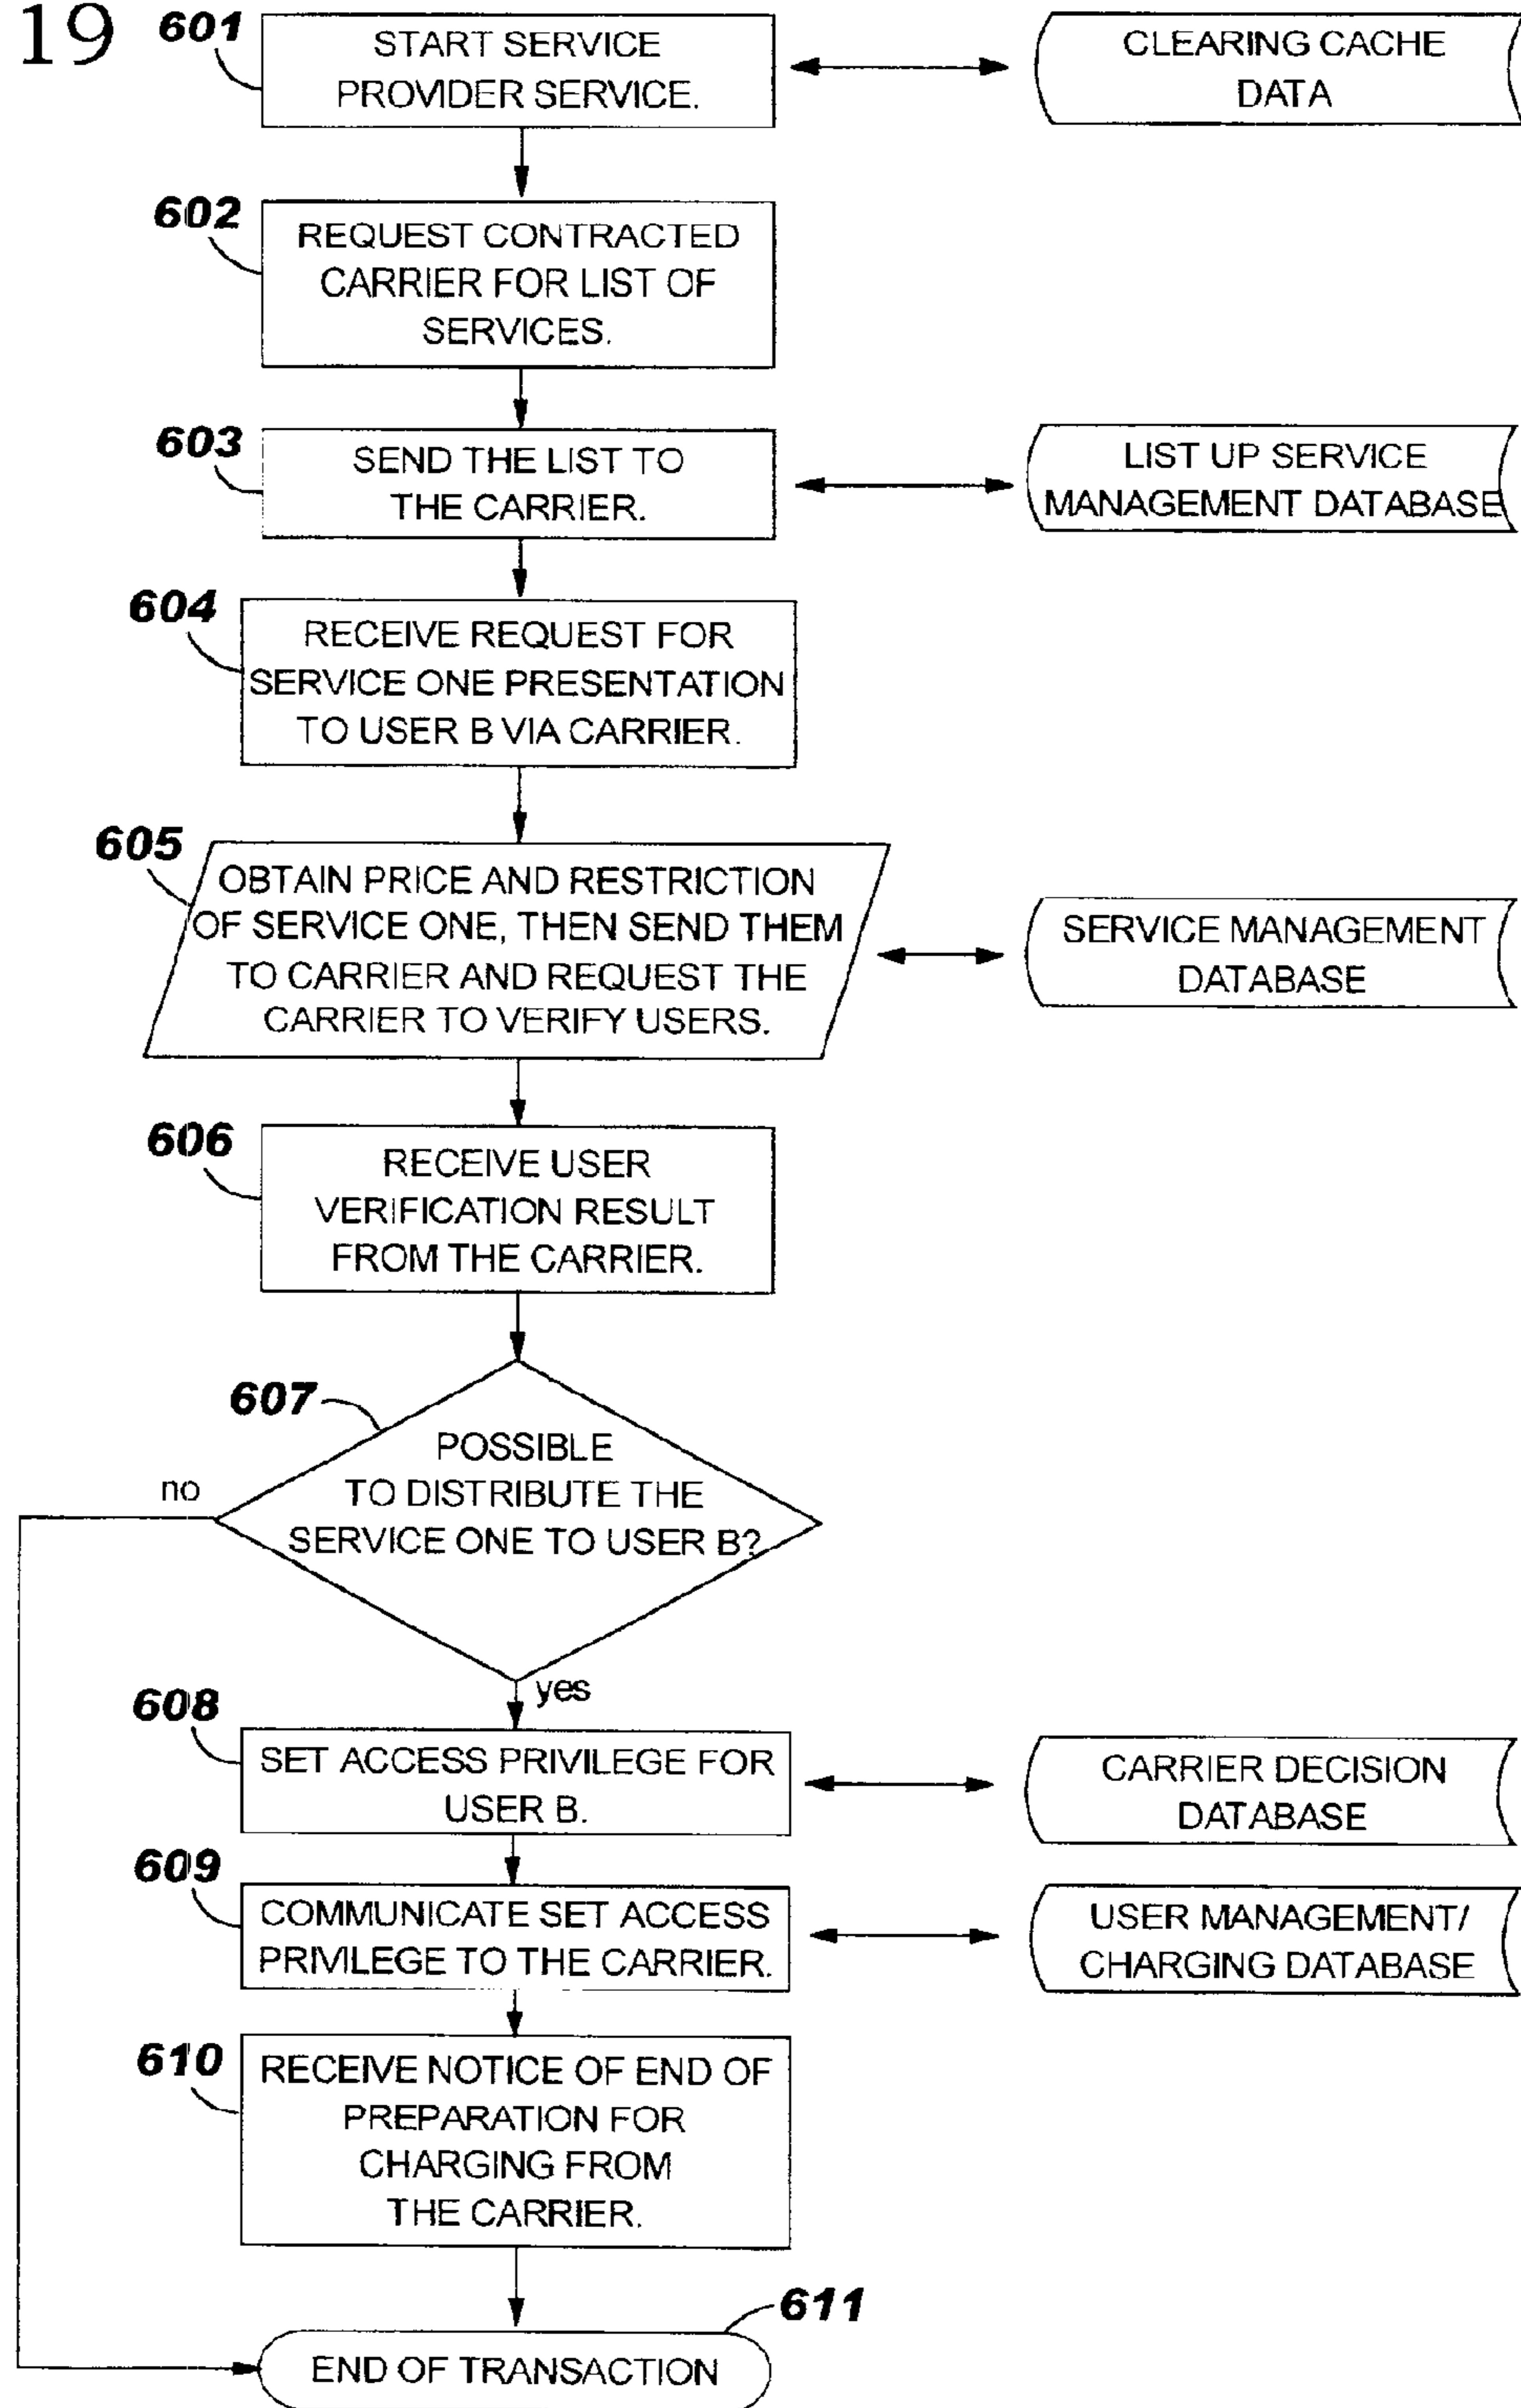 19
601
START SERVICE
PROVIDER SERVICE.
CLEARING CACHE
DATA
602
REQUEST CONTRACTED
CARRIER FOR LIST OF
SERVICES.
603
SEND THE LIST TO
THE CARRIER.
LIST UP SERVICE
MANAGEMENT DATABASE
604
RECEIVE REQUEST FOR
SERVICE ONE PRESENTATION
TO USER B VIA CARRIER.
605
OBTAIN PRICE AND RESTRICTION
OF SERVICE ONE, THEN SEND THEM
TO CARRIER AND REQUEST THE
CARRIER TO VERIFY USERS.
SERVICE MANAGEMENT
DATABASE
606
RECEIVE USER
VERIFICATION RESULT
FROM THE CARRIER.
607
POSSIBLE
TO DISTRIBUTE THE
SERVICE ONE TO USER B?
no
yes
608
SET ACCESS PRIVILEGE FOR
USER B.
CARRIER DECISION
DATABASE
609
COMMUNICATE SET ACCESS
PRIVILEGE TO THE CARRIER.
USER MANAGEMENT/
CHARGING DATABASE
610
RECEIVE NOTICE OF END OF
PREPARATION FOR
CHARGING FROM
THE CARRIER.
611
END OF TRANSACTION